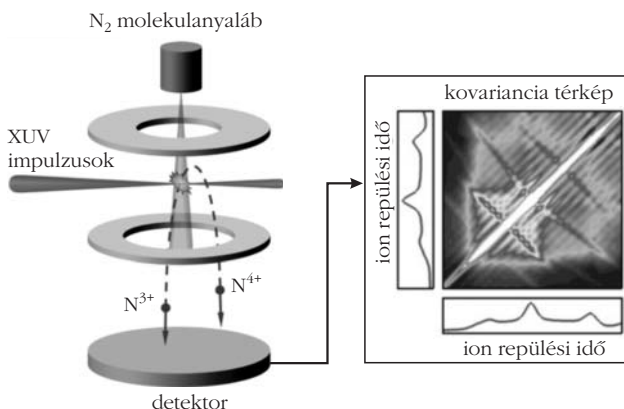 N₂ molekulanyaláb
XUV
impulzusok
N³⁺
N⁴⁺
detektor
kovariancia térkép
ion repülési idő
ion repülési idő